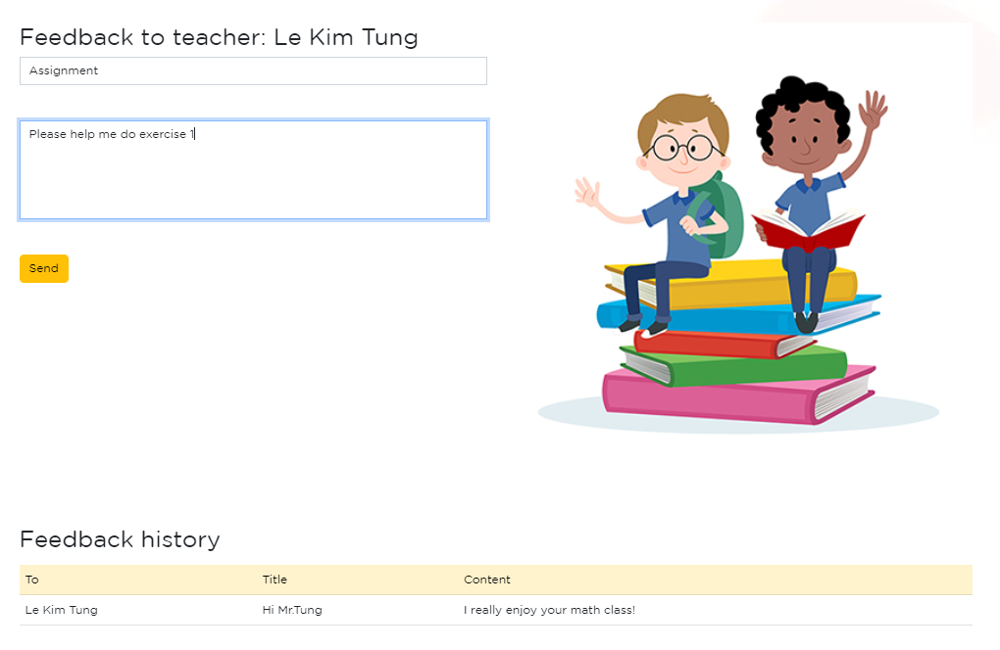 Feedback to teacher: Le Kim Tung
Assignment
Please help me do exercise 1
Send
Feedback history
To Title Content
Le Kim Tung Hi Mr.Tung I really enjoy your math class!